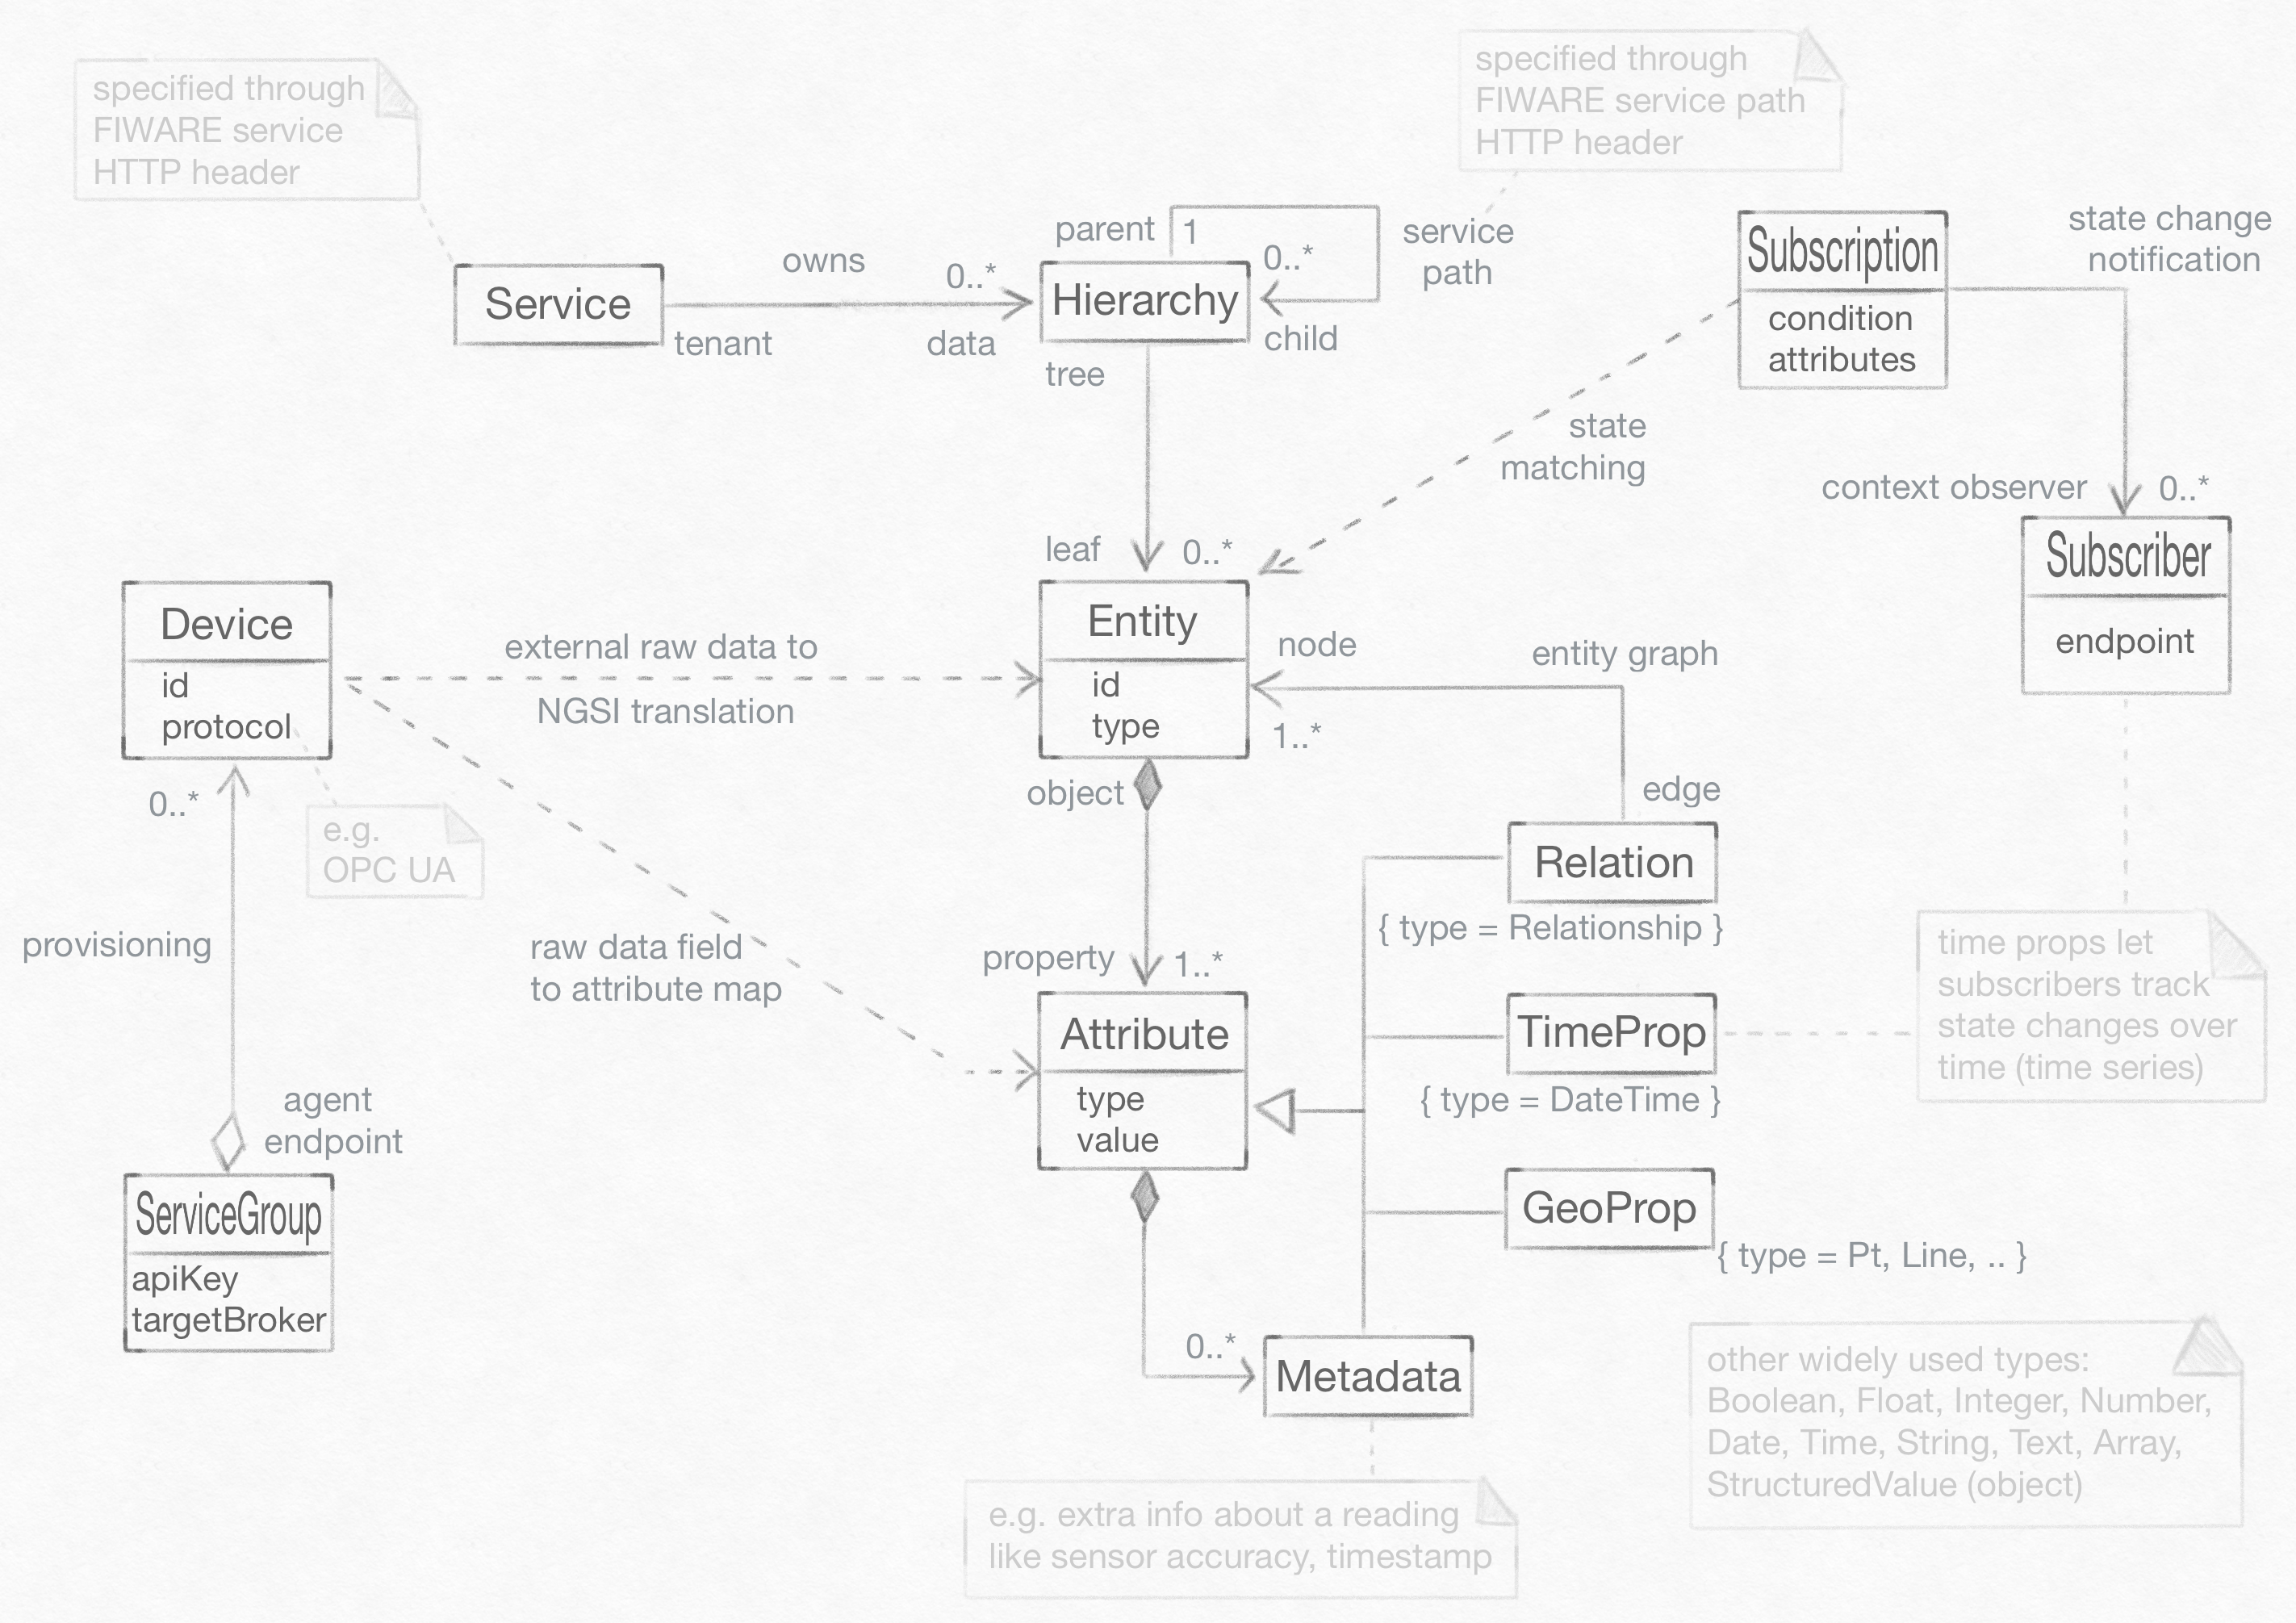 specified through
FIWARE service
HTTP header
specified through
FIWARE service path
HTTP header
Service
owns
0..*
tenant
data
parent
1
0..*
Hierarchy
child
service
path
tree
Subscription
condition
attributes
state change
notification
state
matching
context observer
0..*
Subscriber
endpoint
leaf
0..*
Device
id
protocol
external raw data to
NGSI translation
Entity
id
type
node
entity graph
1..*
object
edge
0..*
e.g.
OPC UA
Relation
{ type = Relationship }
provisioning
raw data field
to attribute map
property
1..*
Attribute
type
value
TimeProp
{ type = DateTime }
time props let
subscribers track
state changes over
time (time series)
agent
endpoint
ServiceGroup
apiKey
targetBroker
GeoProp
{ type = Pt, Line, .. }
0..*
Metadata
other widely used types:
Boolean, Float, Integer, Number,
Date, Time, String, Text, Array,
StructuredValue (object)
e.g. extra info about a reading
like sensor accuracy, timestamp